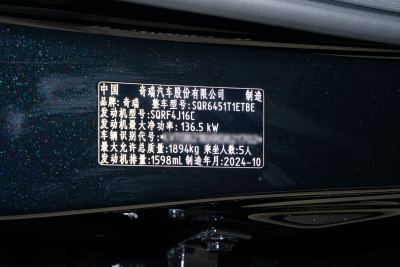 中国 奇瑞汽车股份有限公司 制造
品牌：奇瑞 整车型号：SQR6451T1ETBE
发动机型号：SQRF4J16C
发动机最大净功率：136.5 kW
车辆识别代号：
最大允许总质量：1894kg 乘坐人数：5人
发动机排量：1598mL 制造年月：2024-10